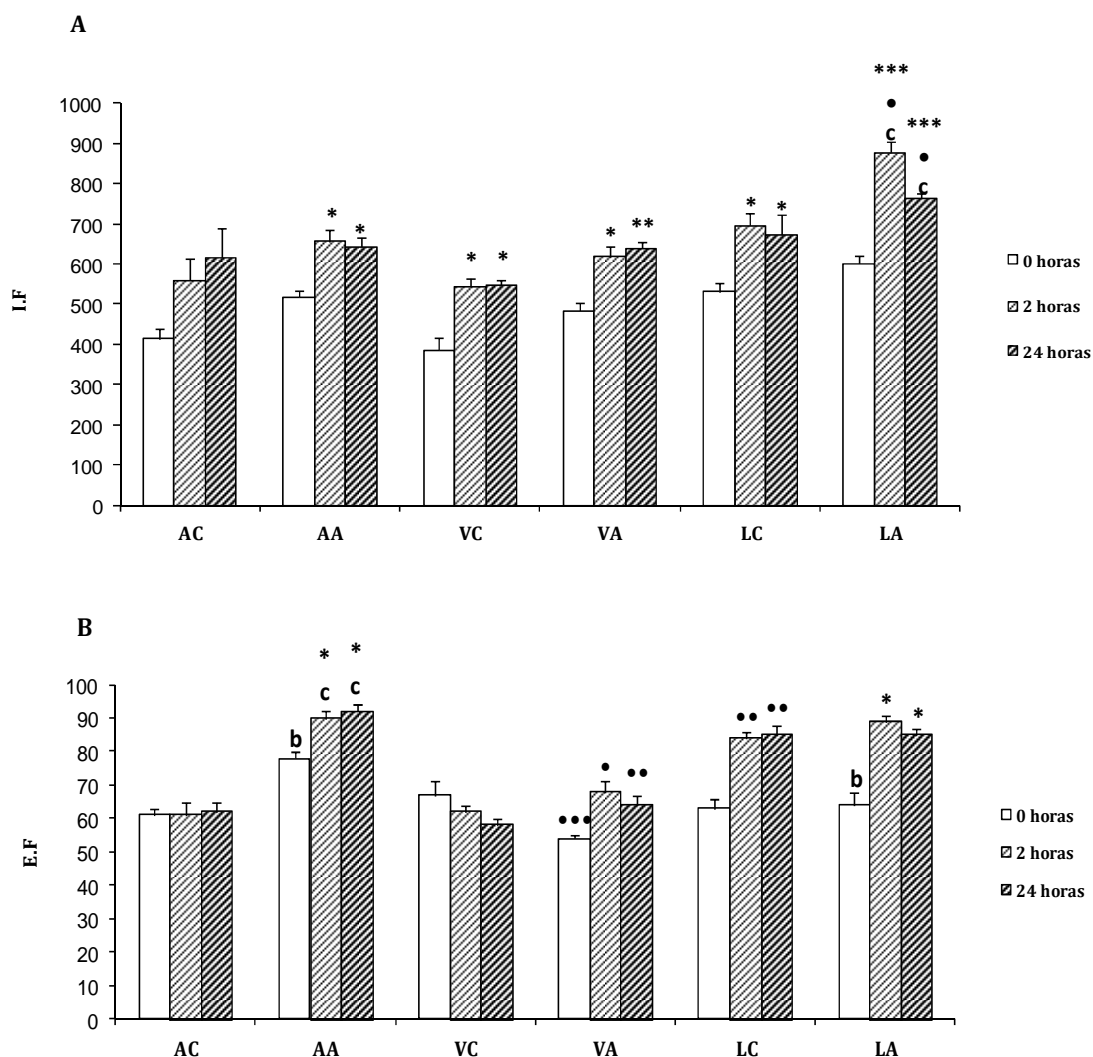 A
***
● ***
1000 c ●
900 c
800
* * * * **
700 * *
600
500
400
300
200
100
0
I.F
AC AA VC VA LC LA
0 horas
2 horas
24 horas
B
* *
100 c c
90 b ●● ●● * *
80
70 ● ●● b
60 ●●●
50
40
30
20
10
0
E.F
AC AA VC VA LC LA
0 horas
2 horas
24 horas